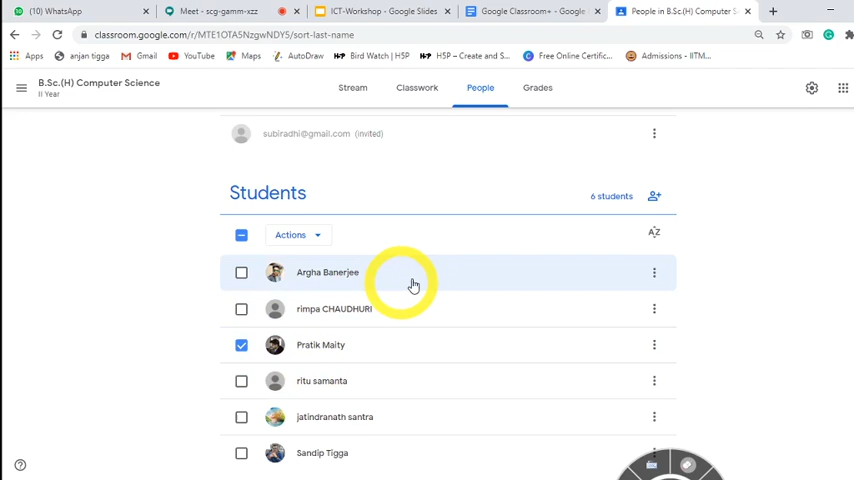 (10) WhatsApp
Meet - scg-gamm-xzz
ICT-Workshop - Google Slides
Google Classroom+ - Google
People in B.Sc.(H) Computer S
classroom.google.com/r/MTE1OTA5NzgwNDY5/sort-last-name
Apps
anjan tigga
Gmail
YouTube
Maps
AutoDraw
Bird Watch | H5P
H5P – Create and S...
Free Online Certific...
Admissions - IITM...
B.Sc.(H) Computer Science
II Year
Stream
Classwork
People
Grades
subiradhi@gmail.com (invited)
Students
6 students
Actions
AZ
Argha Banerjee
rimpa CHAUDHURI
Pratik Maity
ritu samanta
jatindranath santra
Sandip Tigga